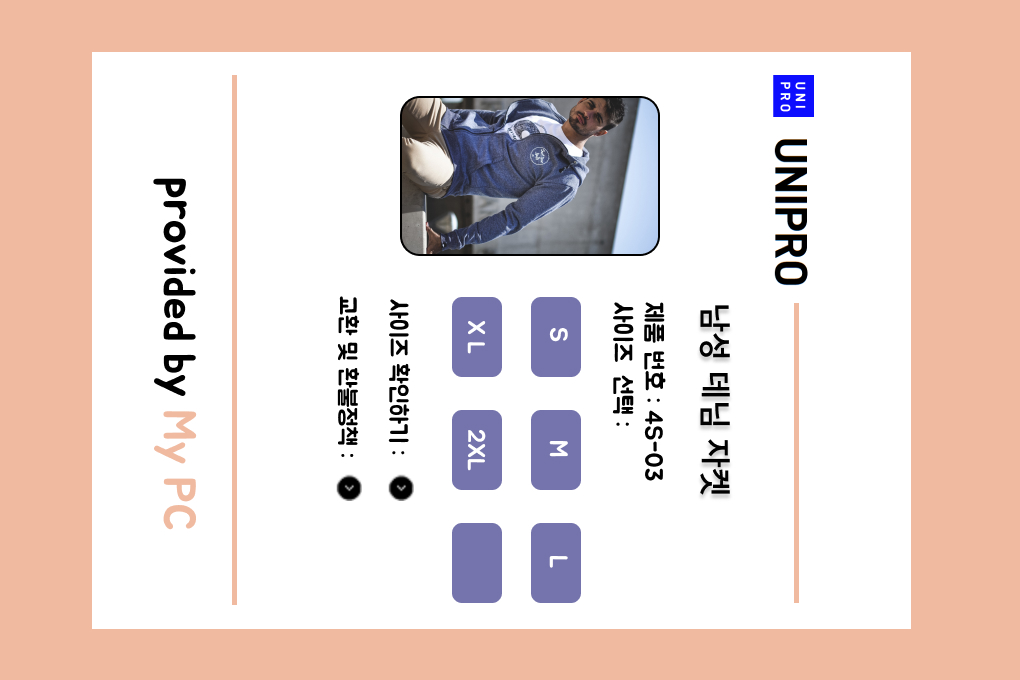 UNI
PRO
UNIPRO
남성 데님 자켓
제품 번호 : 4S-03
사이즈 선택 :
S
M
L
XL
2XL
사이즈 확인하기 :
교환 및 환불정책 :
provided by My PC